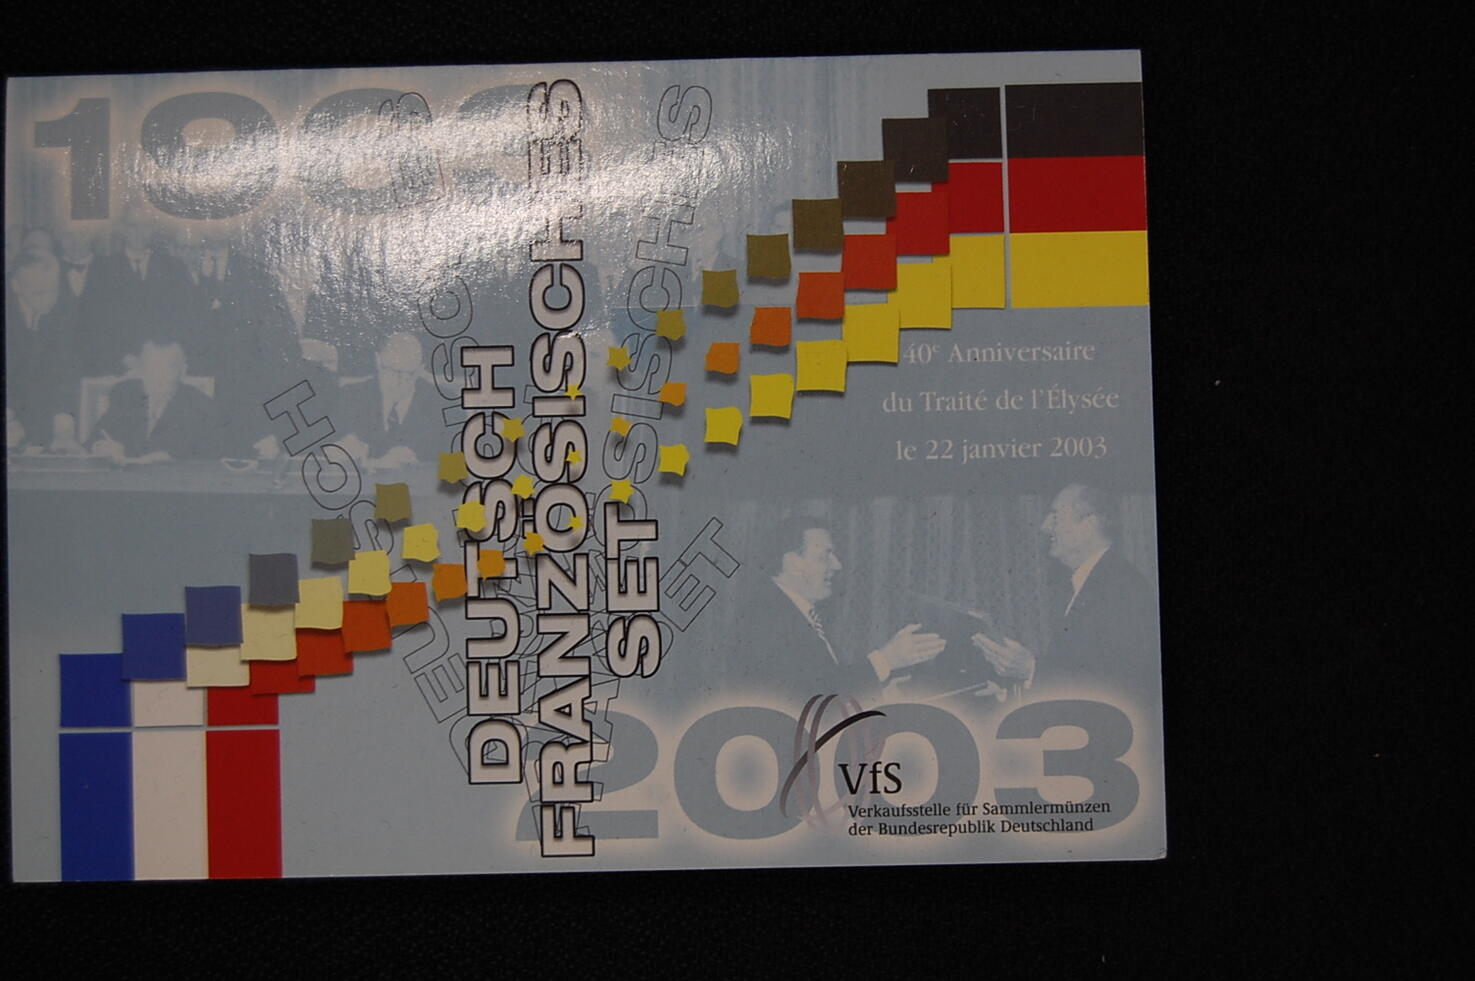 1963
DEUTSCH
FRANZÖSISCHES
SET
40e Anniversaire
du Traité de l'Élysée
le 22 janvier 2003
2003
VfS
Verkaufsstelle für Sammlermünzen
der Bundesrepublik Deutschland